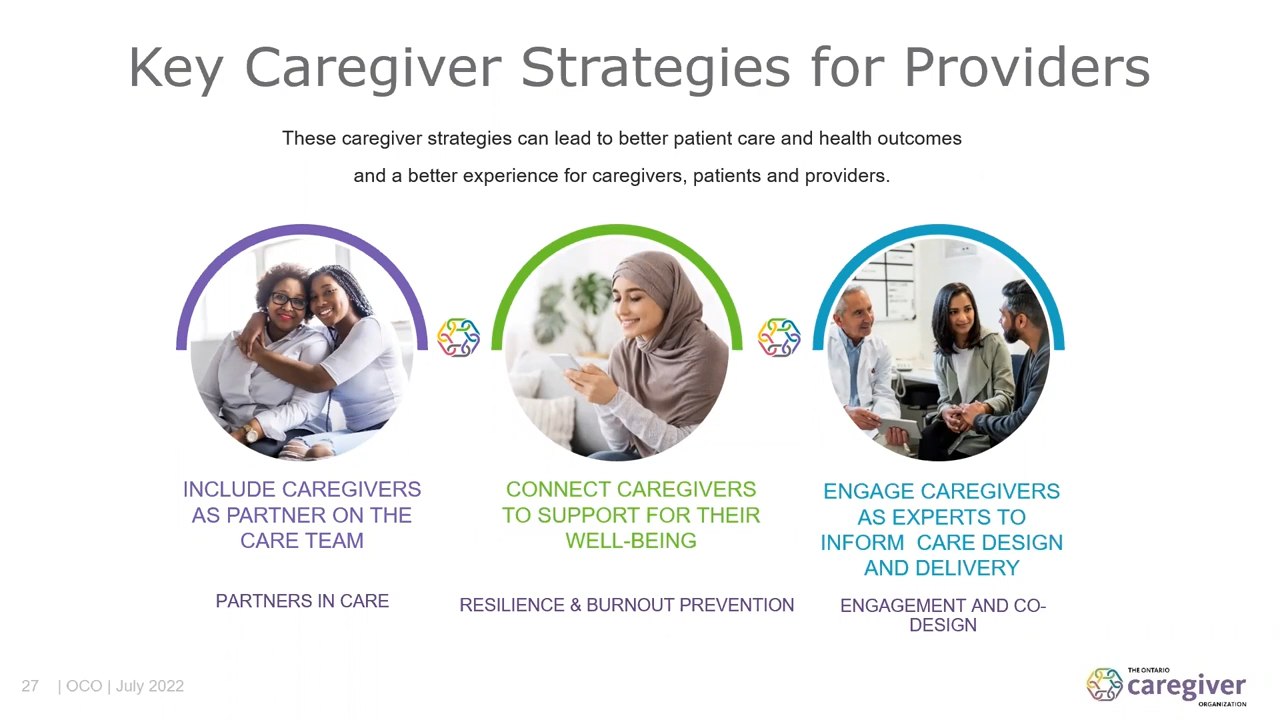 Key Caregiver Strategies for Providers
These caregiver strategies can lead to better patient care and health outcomes
and a better experience for caregivers, patients and providers.
INCLUDE CAREGIVERS
AS PARTNER ON THE
CARE TEAM
PARTNERS IN CARE
CONNECT CAREGIVERS
TO SUPPORT FOR THEIR
WELL-BEING
RESILIENCE & BURNOUT PREVENTION
ENGAGE CAREGIVERS
AS EXPERTS TO
INFORM  CARE DESIGN
AND DELIVERY
ENGAGEMENT AND CO-
DESIGN
27 | OCO | July 2022
THE ONTARIO
caregiver
ORGANIZATION